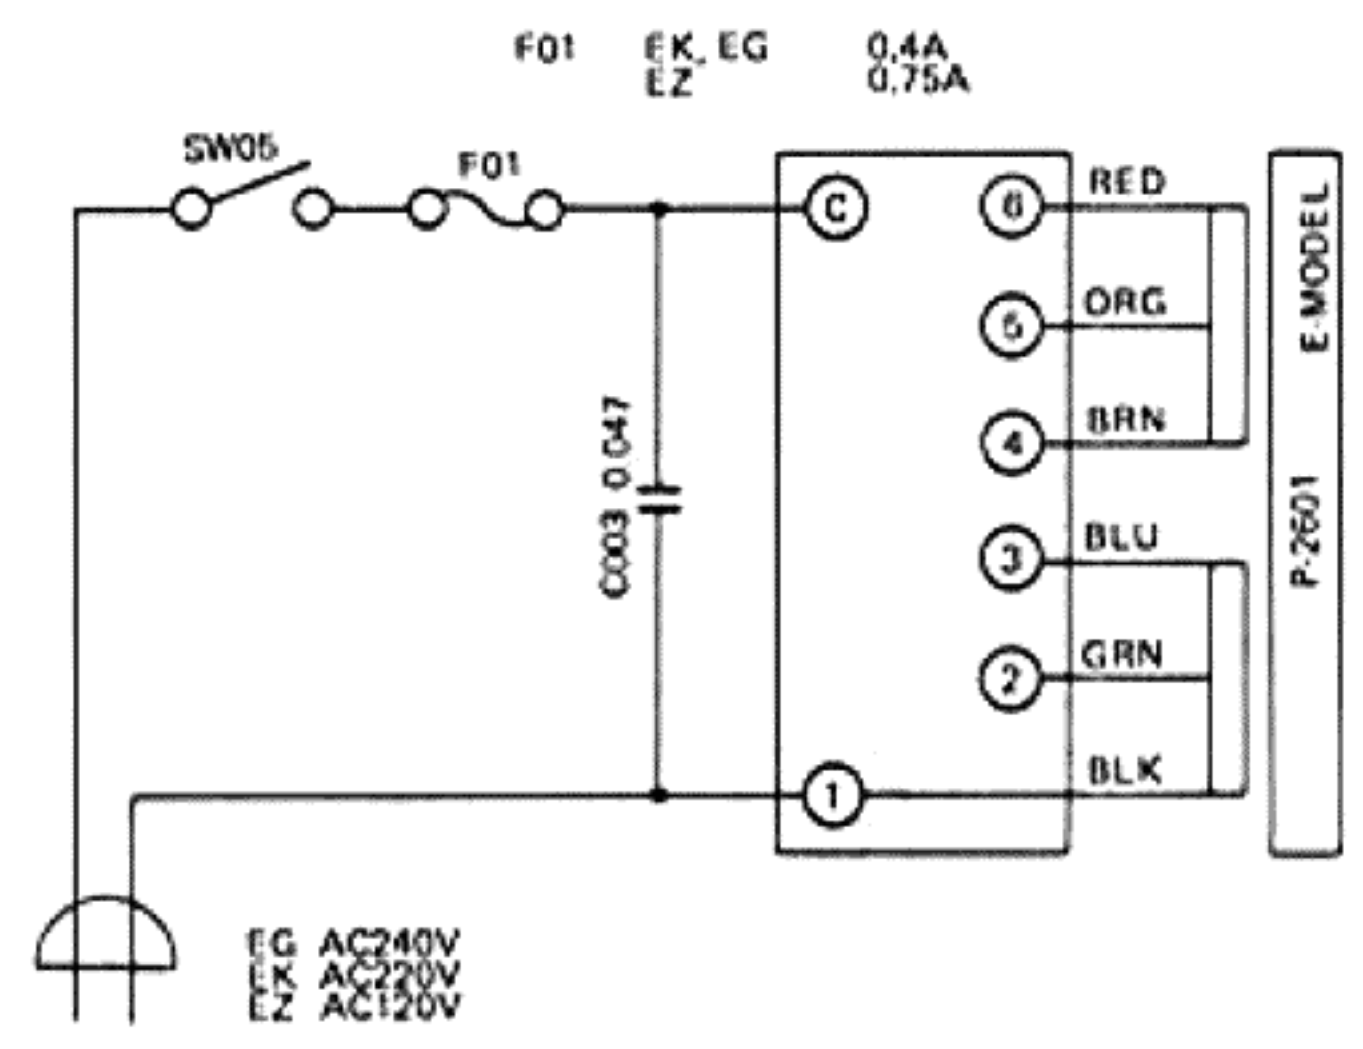 F01 EK, EG 0.4A
EZ 0.75A
SW05
F01
C
6
RED
5
ORG
4
BRN
3
BLU
2
GRN
1
BLK
C003 0.047
E-MODEL
P-2601
EG AC240V
EK AC220V
EZ AC120V